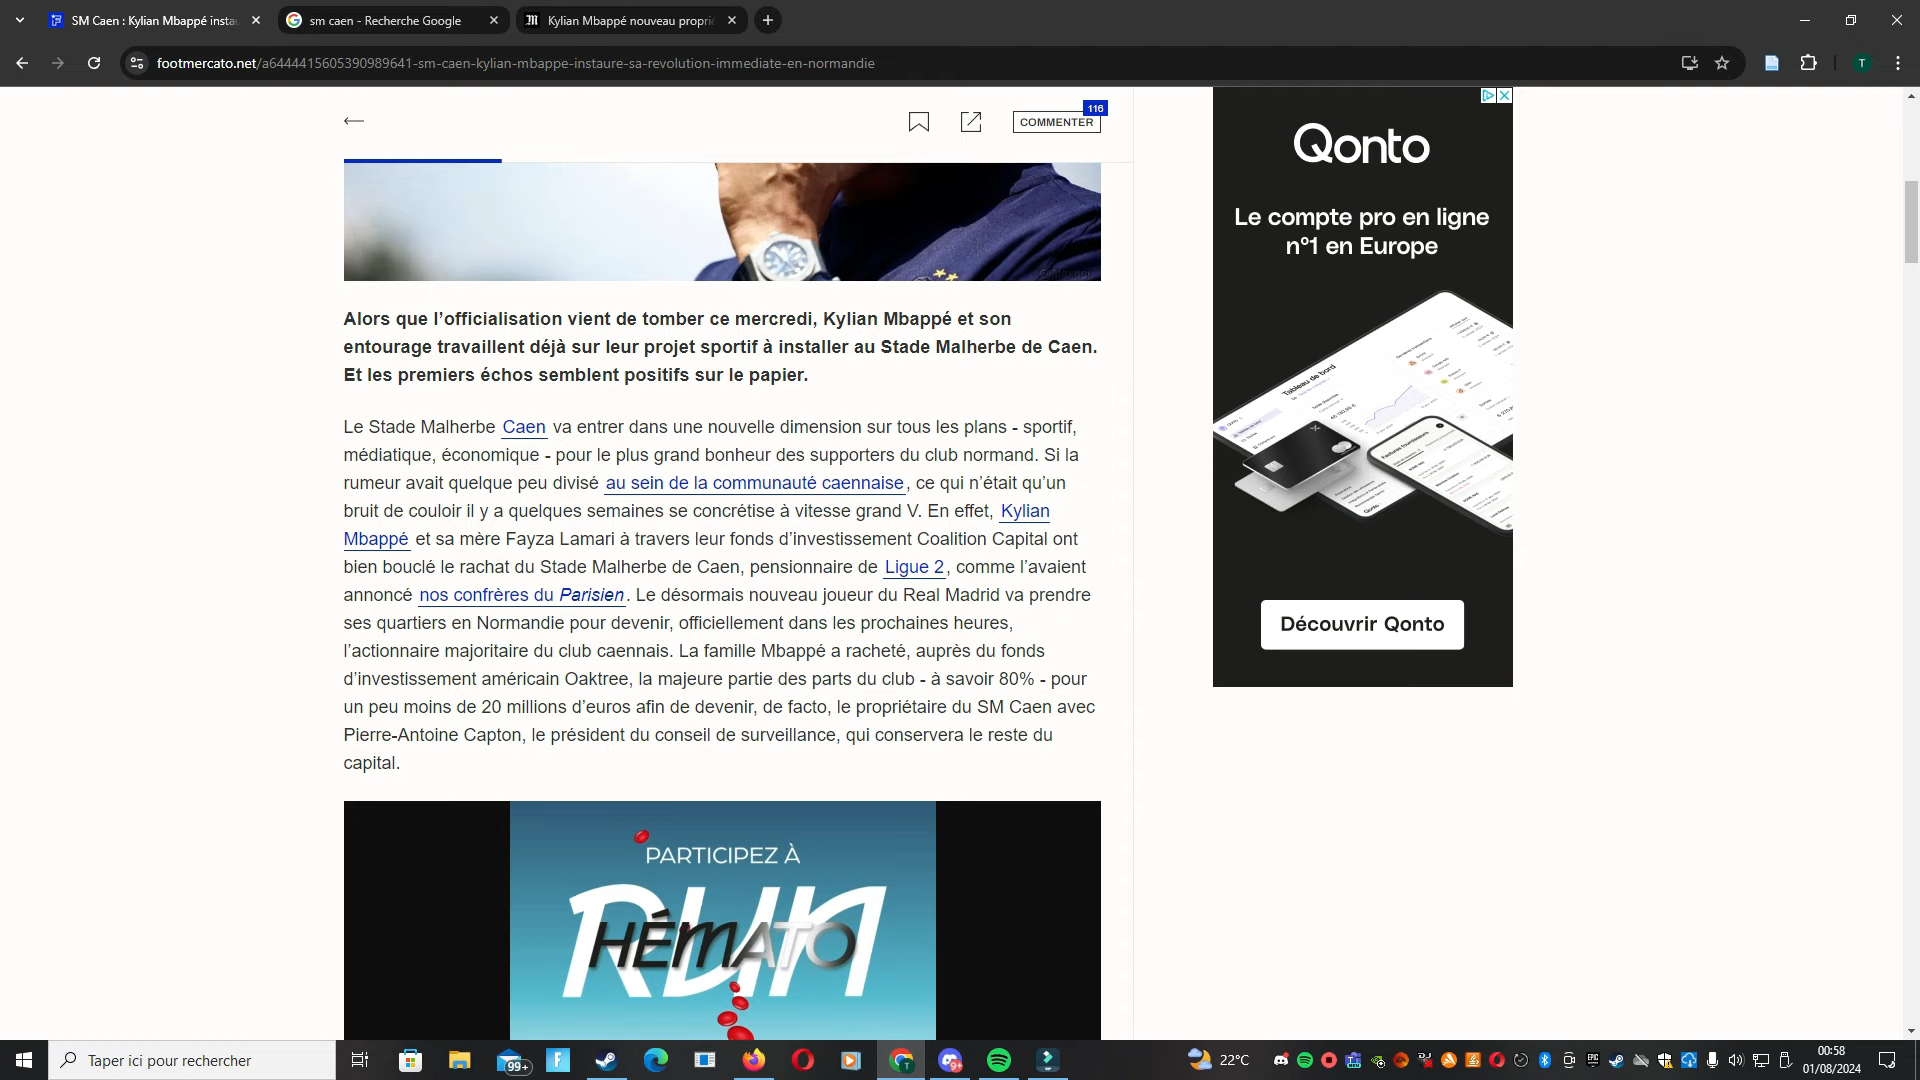 SM Caen : Kylian Mbappé insta
sm caen - Recherche Google
Kylian Mbappé nouveau propri
footmercato.net/a6444415605390989641-sm-caen-kylian-mbappe-instaure-sa-revolution-immediate-en-normandie
T
116
COMMENTER
Alors que l’officialisation vient de tomber ce mercredi, Kylian Mbappé et son
entourage travaillent déjà sur leur projet sportif à installer au Stade Malherbe de Caen.
Et les premiers échos semblent positifs sur le papier.
Le Stade Malherbe Caen va entrer dans une nouvelle dimension sur tous les plans - sportif,
médiatique, économique - pour le plus grand bonheur des supporters du club normand. Si la
rumeur avait quelque peu divisé au sein de la communauté caennaise, ce qui n’était qu’un
bruit de couloir il y a quelques semaines se concrétise à vitesse grand V. En effet, Kylian
Mbappé et sa mère Fayza Lamari à travers leur fonds d’investissement Coalition Capital ont
bien bouclé le rachat du Stade Malherbe de Caen, pensionnaire de Ligue 2, comme l’avaient
annoncé nos confrères du Parisien. Le désormais nouveau joueur du Real Madrid va prendre
ses quartiers en Normandie pour devenir, officiellement dans les prochaines heures,
l’actionnaire majoritaire du club caennais. La famille Mbappé a racheté, auprès du fonds
d’investissement américain Oaktree, la majeure partie des parts du club - à savoir 80% - pour
un peu moins de 20 millions d’euros afin de devenir, de facto, le propriétaire du SM Caen avec
Pierre-Antoine Capton, le président du conseil de surveillance, qui conservera le reste du
capital.
PARTICIPEZ À
RUN
HÉMATO
Qonto
Le compte pro en ligne
n°1 en Europe
Tableau de bord
Découvrir Qonto
Taper ici pour rechercher
99+
22°C
00:58
01/08/2024